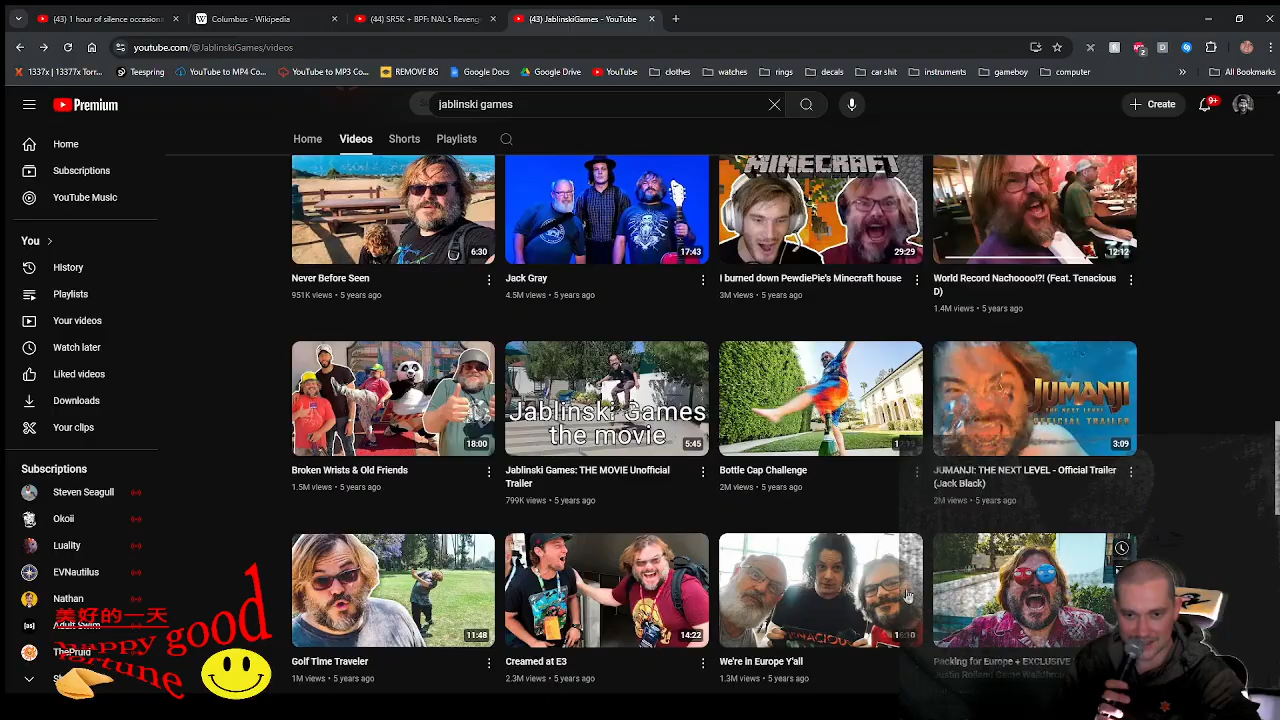 (43) 1 hour of silence occasion
Columbus - Wikipedia
(44) SR5K + BPF: NAL's Revenge
(43) JablinskiGames - YouTube
youtube.com/@JablinskiGames/videos
2
1337x | 13377x Torr...
Teespring
YouTube to MP4 Co...
YouTube to MP3 Co...
REMOVE BG
Google Docs
Google Drive
YouTube
clothes
watches
rings
decals
car shit
instruments
gameboy
computer
All Bookmarks
Premium
jablinski games
Create
9+
Home
Videos
Shorts
Playlists
Home
Subscriptions
YouTube Music
You
History
Playlists
Your videos
Watch later
Liked videos
Downloads
Your clips
Subscriptions
Steven Seagull
Okoii
Luality
EVNautilus
Nathan
Adult Swim
美好的一天
happy good
fortune
6:30
Never Before Seen
951K views • 5 years ago
17:43
Jack Gray
4.5M views • 5 years ago
MINECRAFT
29:29
I burned down PewdiePie's Minecraft house
3M views • 5 years ago
12:12
World Record Nachoooo!?! (Feat. Tenacious
D)
1.4M views • 5 years ago
18:00
Broken Wrists & Old Friends
1.5M views • 5 years ago
Jablinski Games
the movie
5:45
Jablinski Games: THE MOVIE Unofficial
Trailer
799K views • 5 years ago
Bottle Cap Challenge
2M views • 5 years ago
JUMANJI
THE NEXT LEVEL
OFFICIAL TRAILER
3:09
JUMANJI: THE NEXT LEVEL - Official Trailer
(Jack Black)
2M views • 5 years ago
11:48
Golf Time Traveler
1M views • 5 years ago
14:22
Creamed at E3
2.3M views • 5 years ago
16:10
We're in Europe Y'all
1.3M views • 5 years ago
Packing for Europe + EXCLUSIVE